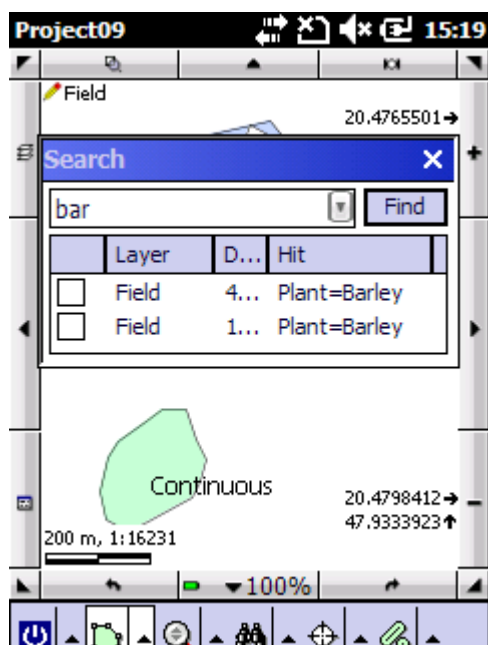 Project09 15:19
Field
20.4765501
Search
bar Find
Layer D... Hit
Field 4... Plant=Barley
Field 1... Plant=Barley
Continuous
20.4798412
47.9333923
200 m, 1:16231
100%